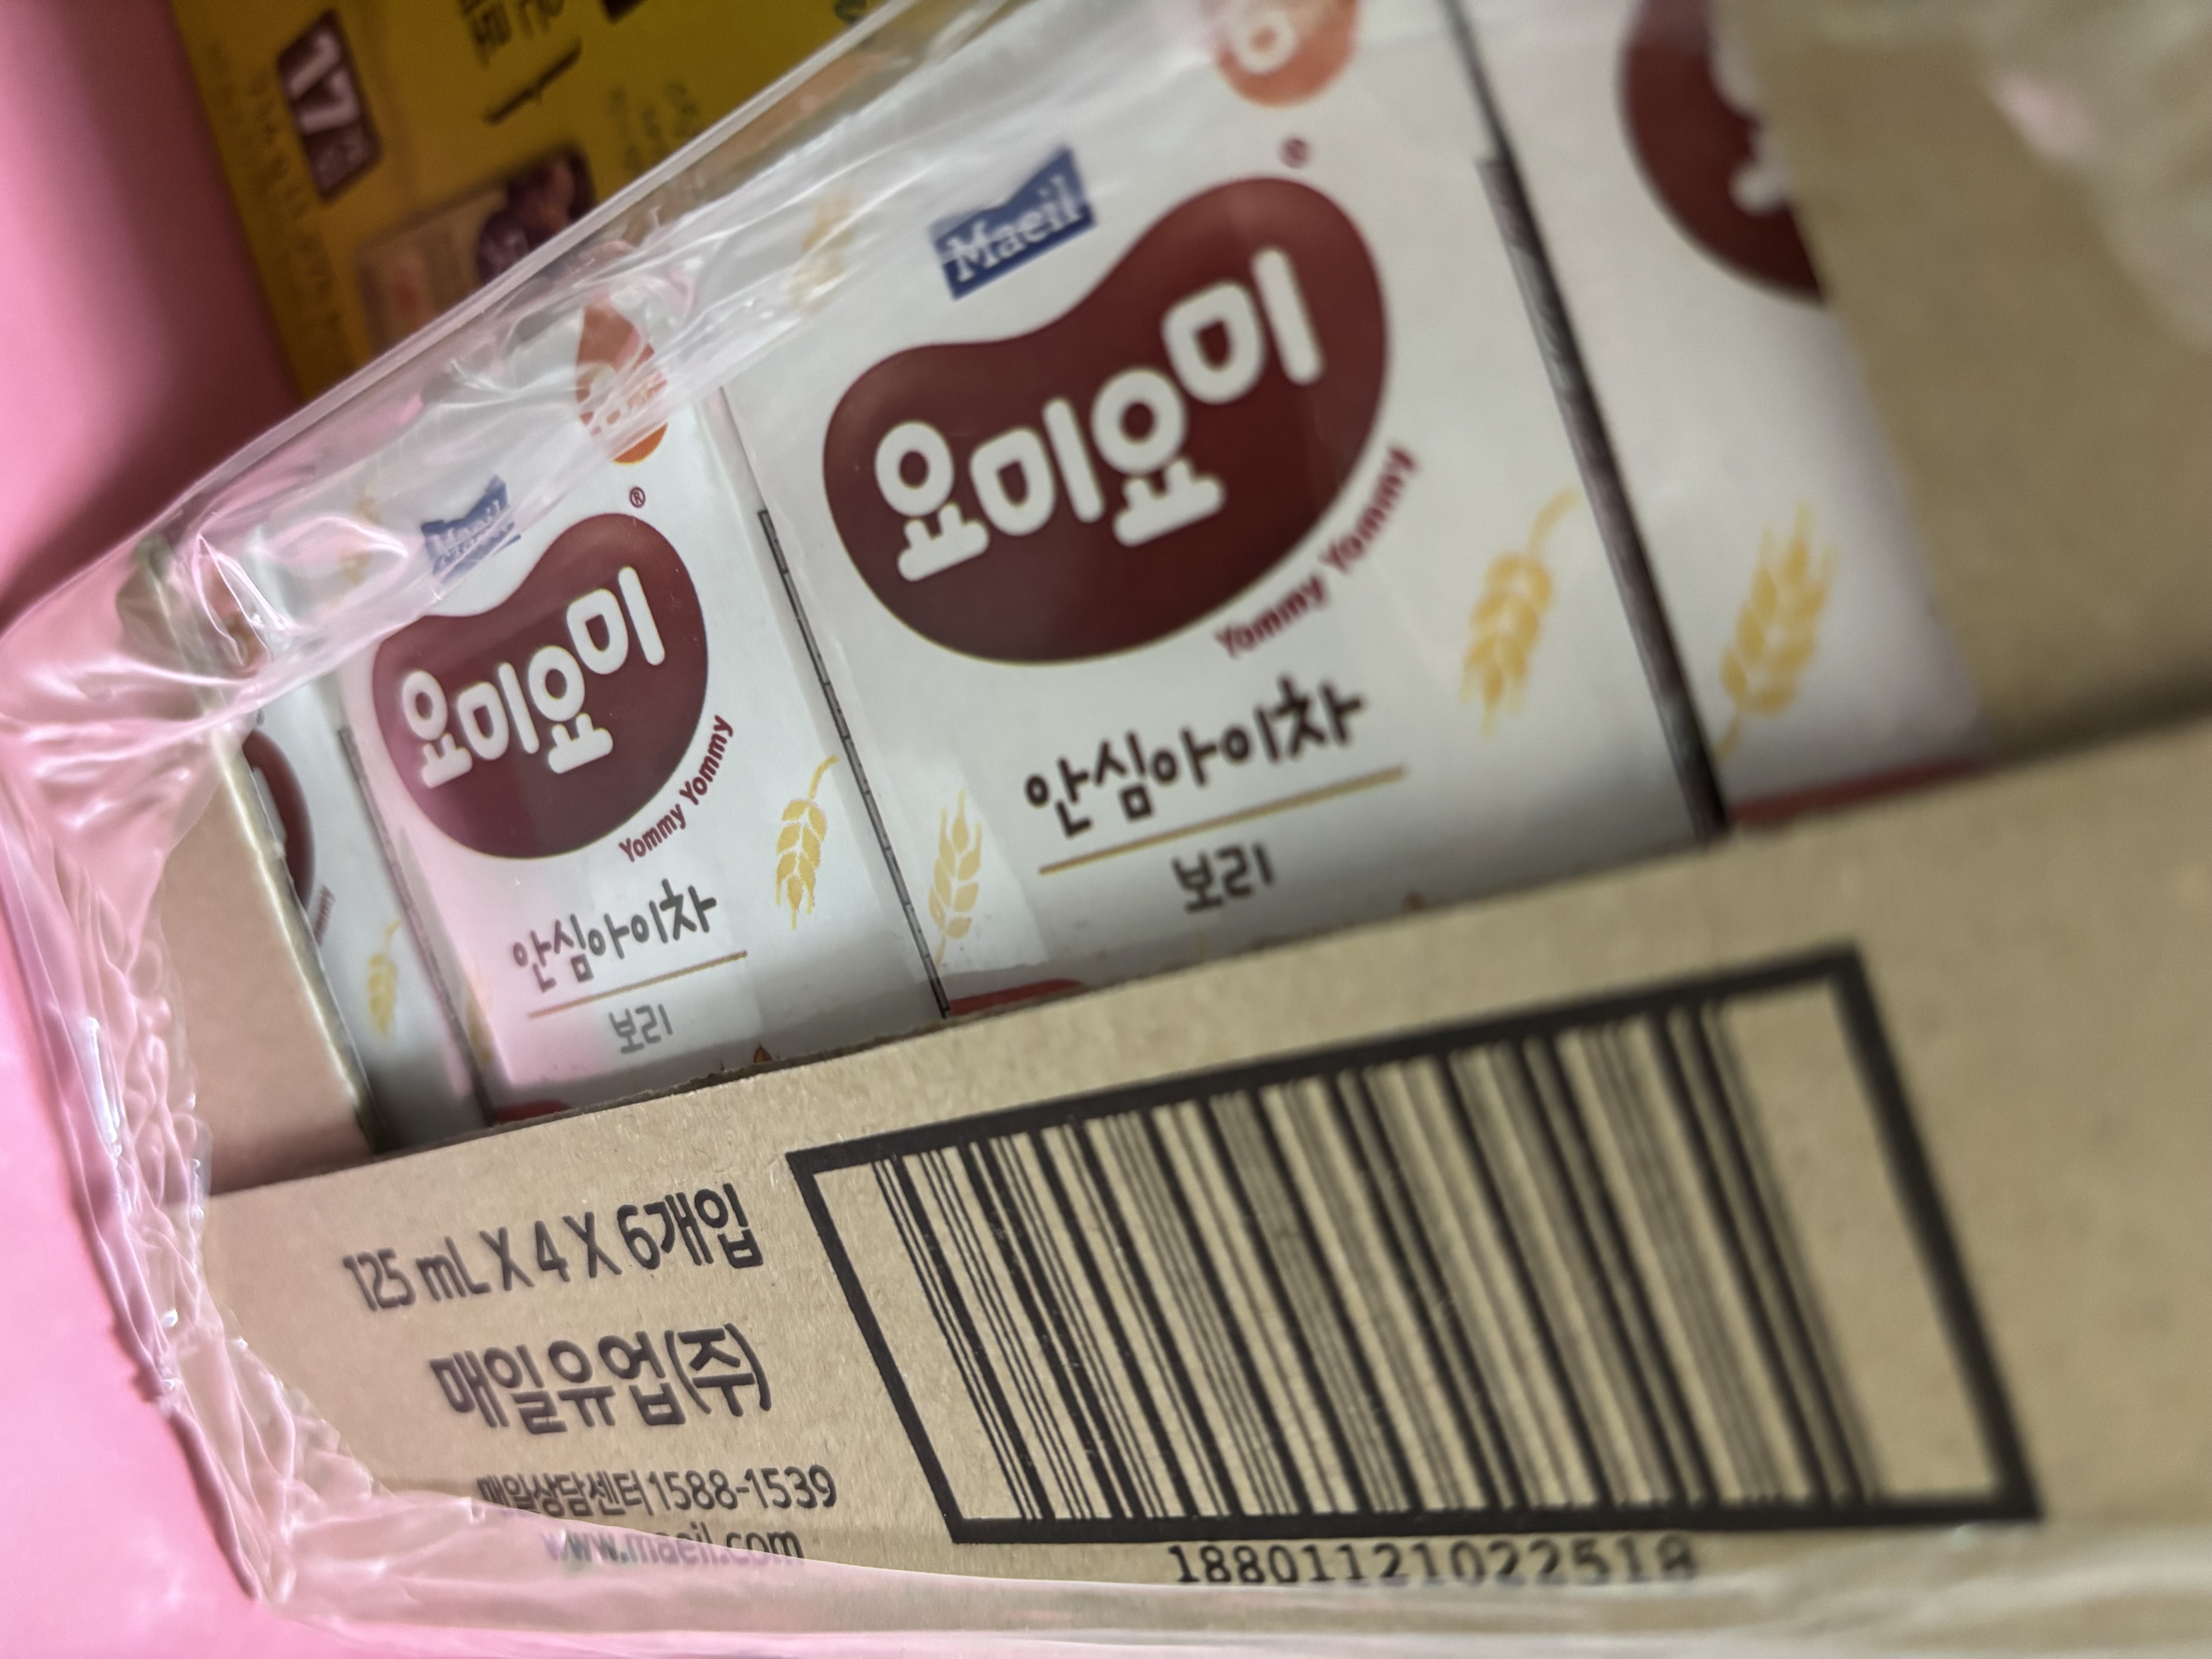 17
Maeil
요미요미
Yommy Yommy
안심아이차
보리
Maeil
요미요미
Yommy Yommy
안심아이차
보리
125 mL X 4 X 6개입
매일유업(주)
매일상담센터 1588-1539
www.maeil.com
18801121022518